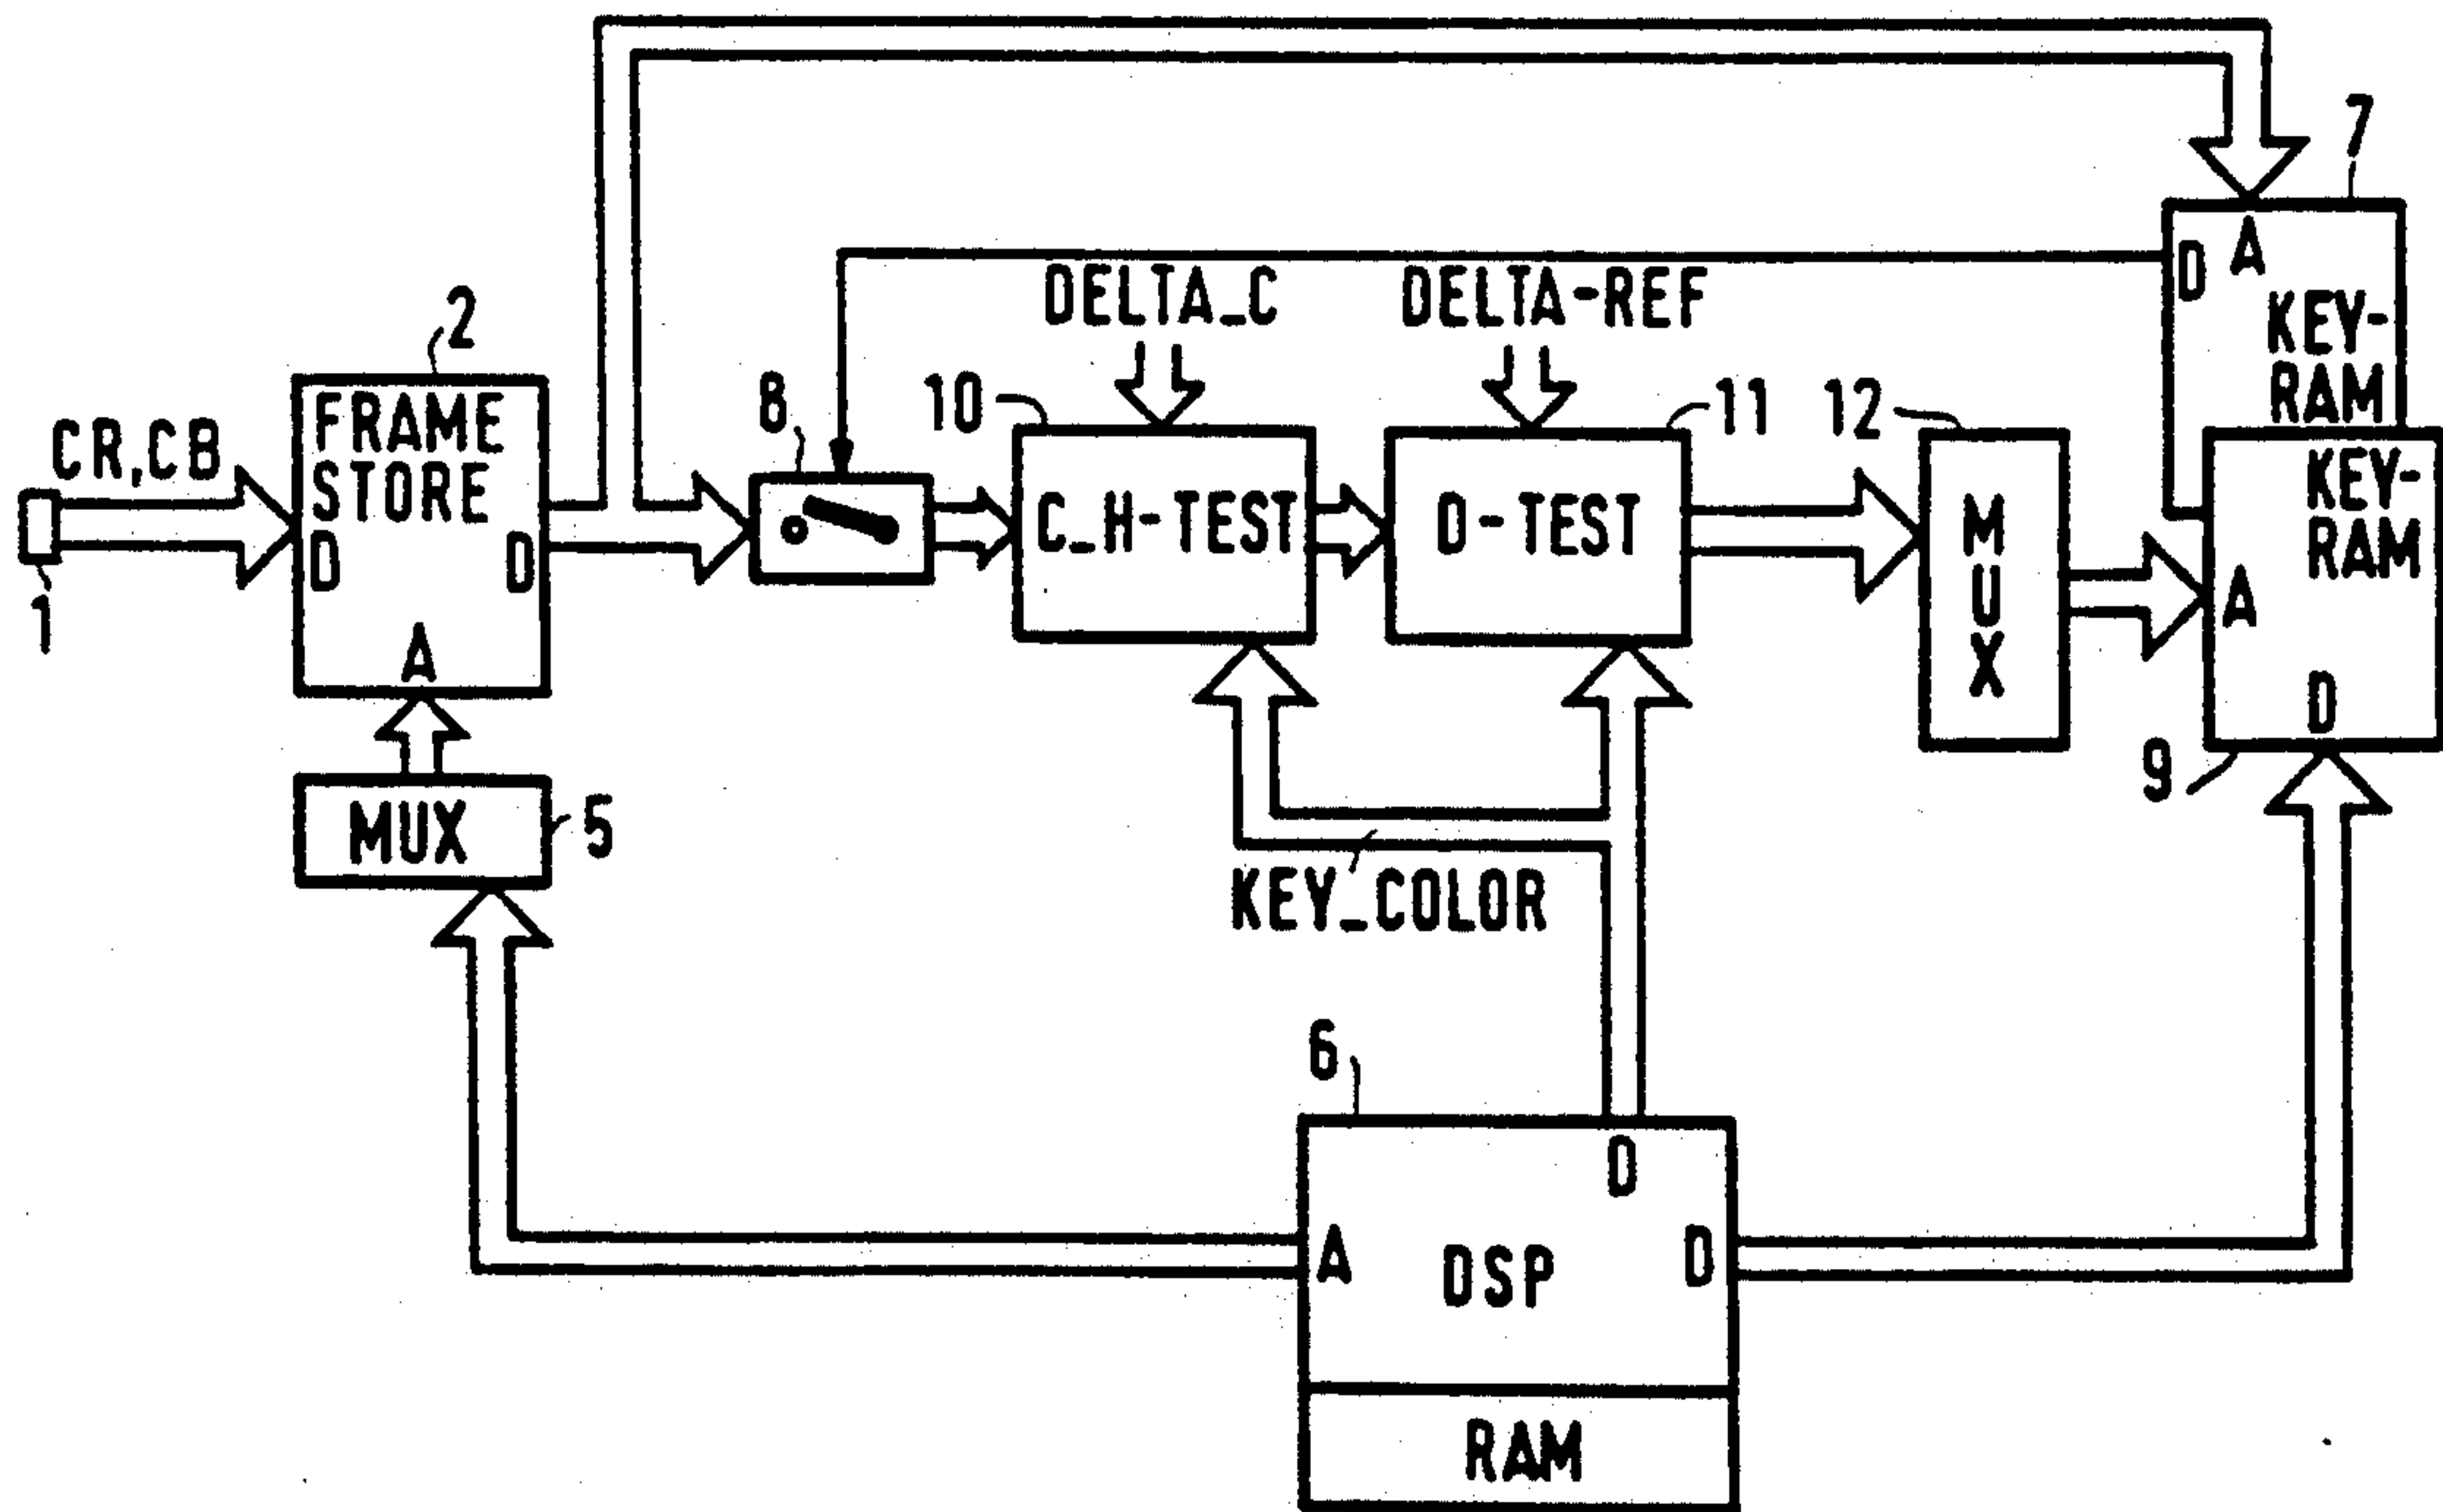 7
D
A
KEY-
RAM
2
DELTA_C
DELTA-REF
8
10
11
12
CR,CB
FRAME
STORE
D
D
A
1
C_H-TEST
D-TEST
M
U
X
KEY-
RAM
A
D
9
MUX
5
KEY_COLOR
6
D
A
DSP
D
RAM